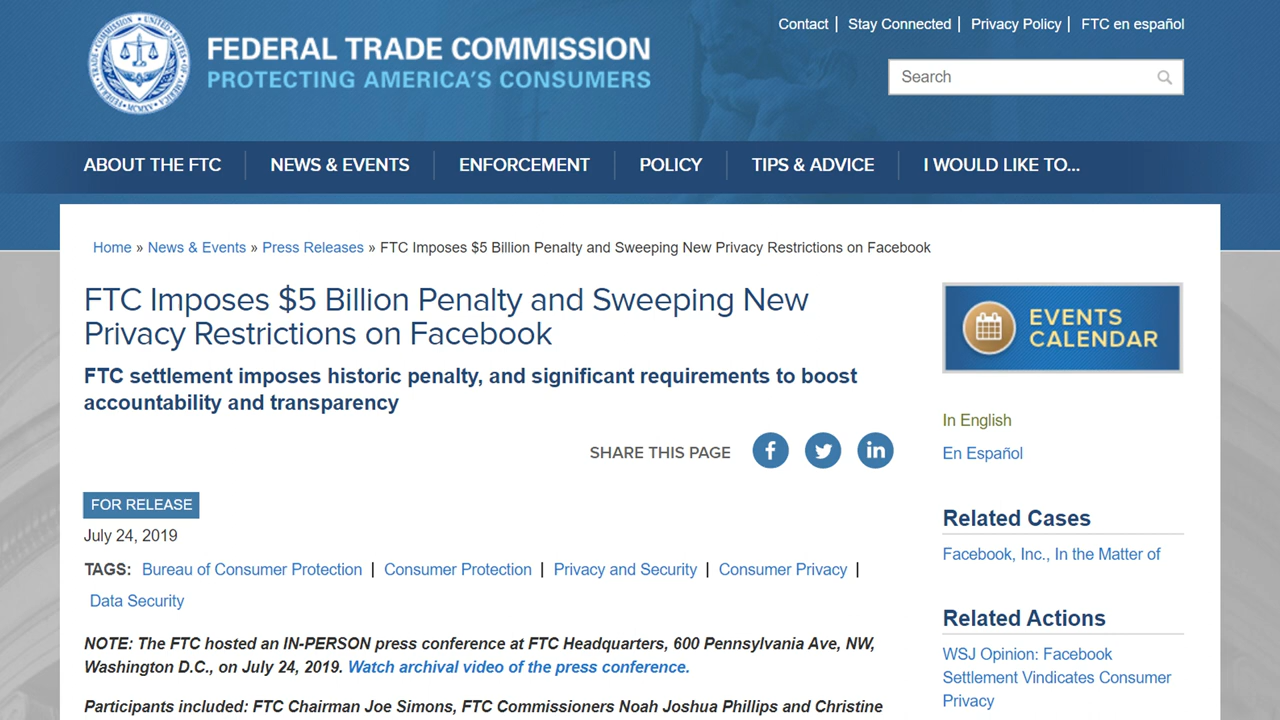 Contact | Stay Connected | Privacy Policy | FTC en español
FEDERAL TRADE COMMISSION
PROTECTING AMERICA'S CONSUMERS
Search
ABOUT THE FTC
NEWS & EVENTS
ENFORCEMENT
POLICY
TIPS & ADVICE
I WOULD LIKE TO...
Home » News & Events » Press Releases » FTC Imposes $5 Billion Penalty and Sweeping New Privacy Restrictions on Facebook
FTC Imposes $5 Billion Penalty and Sweeping New
Privacy Restrictions on Facebook
FTC settlement imposes historic penalty, and significant requirements to boost
accountability and transparency
SHARE THIS PAGE
FOR RELEASE
July 24, 2019
TAGS: Bureau of Consumer Protection | Consumer Protection | Privacy and Security | Consumer Privacy |
Data Security
NOTE: The FTC hosted an IN-PERSON press conference at FTC Headquarters, 600 Pennsylvania Ave, NW,
Washington D.C., on July 24, 2019. Watch archival video of the press conference.
Participants included: FTC Chairman Joe Simons, FTC Commissioners Noah Joshua Phillips and Christine
EVENTS
CALENDAR
In English
En Español
Related Cases
Facebook, Inc., In the Matter of
Related Actions
WSJ Opinion: Facebook
Settlement Vindicates Consumer
Privacy